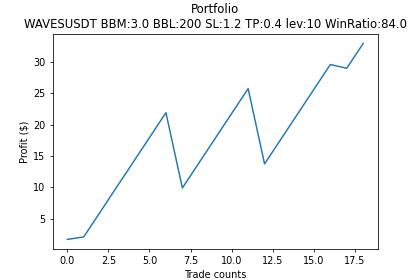 Portfolio
WAVESUSDT BBM:3.0 BBL:200 SL:1.2 TP:0.4 lev:10 WinRatio:84.0
30
25
20
15
10
5
Profit ($)
0.0 2.5 5.0 7.5 10.0 12.5 15.0 17.5
Trade counts